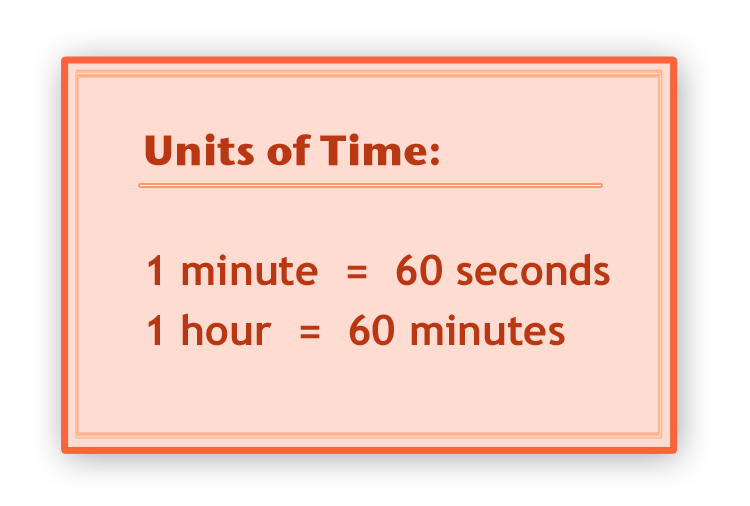 Units of Time:
1 minute = 60 seconds
1 hour = 60 minutes